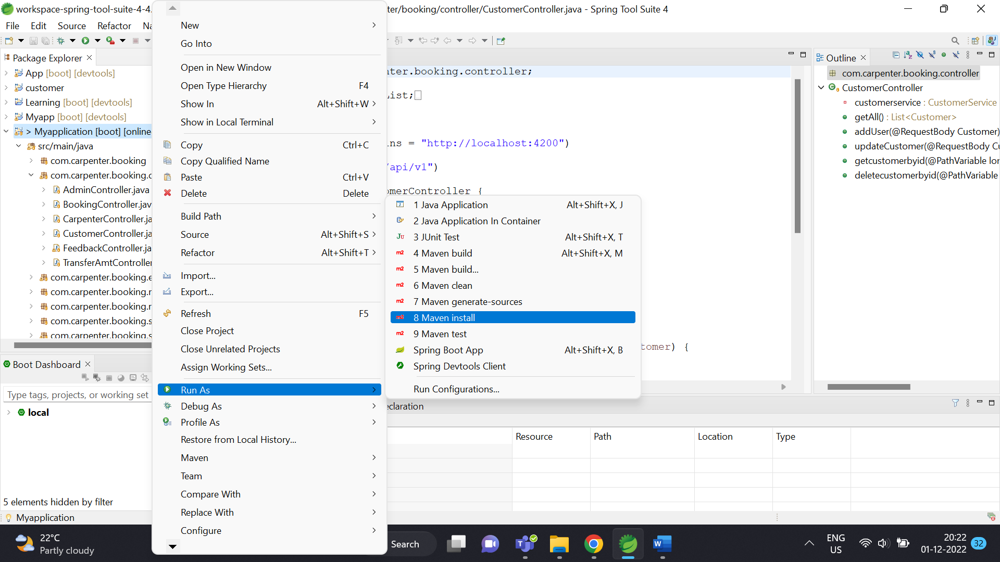 workspace-spring-tool-suite-4-4.
ter/booking/controller/CustomerController.java - Spring Tool Suite 4
File Edit Source Refactor Na
Package Explorer
App [boot] [devtools]
customer
Learning [boot] [devtools]
Myapp [boot] [devtools]
> Myapplication [boot] [online
src/main/java
com.carpenter.booking
com.carpenter.booking.c
AdminController.java
BookingController.jav
CarpenterController.ja
CustomerController.ja
FeedbackController.ja
TransferAmtController
com.carpenter.booking.e
com.carpenter.booking.r
com.carpenter.booking.r
com.carpenter.booking.s
com.carpenter.booking.s
Boot Dashboard
Type tags, projects, or working set
local
5 elements hidden by filter
Myapplication
New
Go Into
Open in New Window
Open Type Hierarchy F4
Show In Alt+Shift+W
Show in Local Terminal
Copy Ctrl+C
Copy Qualified Name
Paste Ctrl+V
Delete Delete
Build Path
Source Alt+Shift+S
Refactor Alt+Shift+T
Import...
Export...
Refresh F5
Close Project
Close Unrelated Projects
Assign Working Sets...
Run As
Debug As
Profile As
Restore from Local History...
Maven
Team
Compare With
Replace With
Configure
1 Java Application Alt+Shift+X, J
2 Java Application In Container
3 JUnit Test Alt+Shift+X, T
4 Maven build Alt+Shift+X, M
5 Maven build...
6 Maven clean
7 Maven generate-sources
8 Maven install
9 Maven test
Spring Boot App Alt+Shift+X, B
Spring Devtools Client
Run Configurations...
ter.booking.controller;
ist;
ns = "http://localhost:4200")
/api/v1")
omerController {
tomer) {
eclaration
Resource Path Location Type
Outline
com.carpenter.booking.controller
CustomerController
customerservice : CustomerService
getAll() : List<Customer>
addUser(@RequestBody Customer)
updateCustomer(@RequestBody Cu
getcustomerbyid(@PathVariable lon
deletecustomerbyid(@PathVariable
22°C
Partly cloudy
Search
ENG
US
20:22
01-12-2022
32